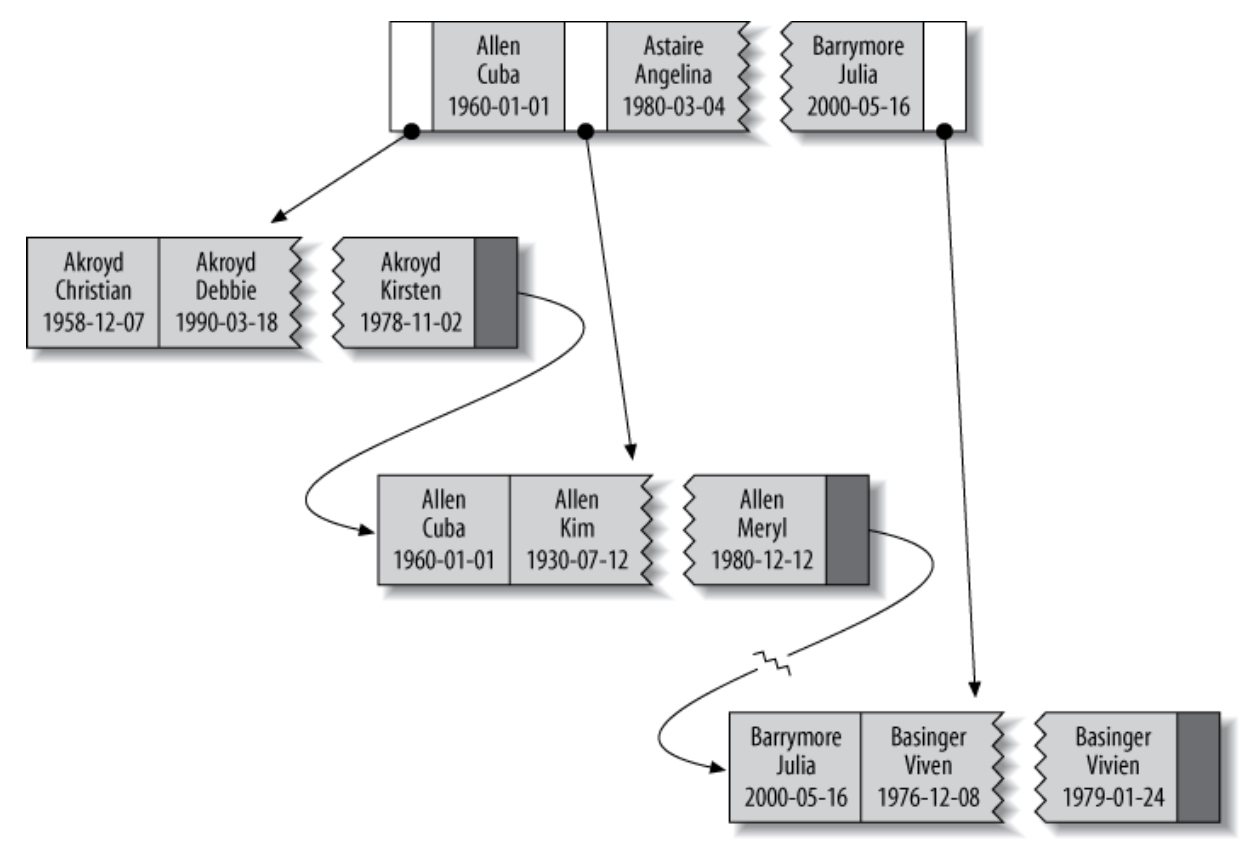 Allen
Cuba
1960-01-01
Astaire
Angelina
1980-03-04
Barrymore
Julia
2000-05-16
Akroyd
Christian
1958-12-07
Akroyd
Debbie
1990-03-18
Akroyd
Kirsten
1978-11-02
Allen
Cuba
1960-01-01
Allen
Kim
1930-07-12
Allen
Meryl
1980-12-12
Barrymore
Julia
2000-05-16
Basinger
Viven
1976-12-08
Basinger
Vivien
1979-01-24